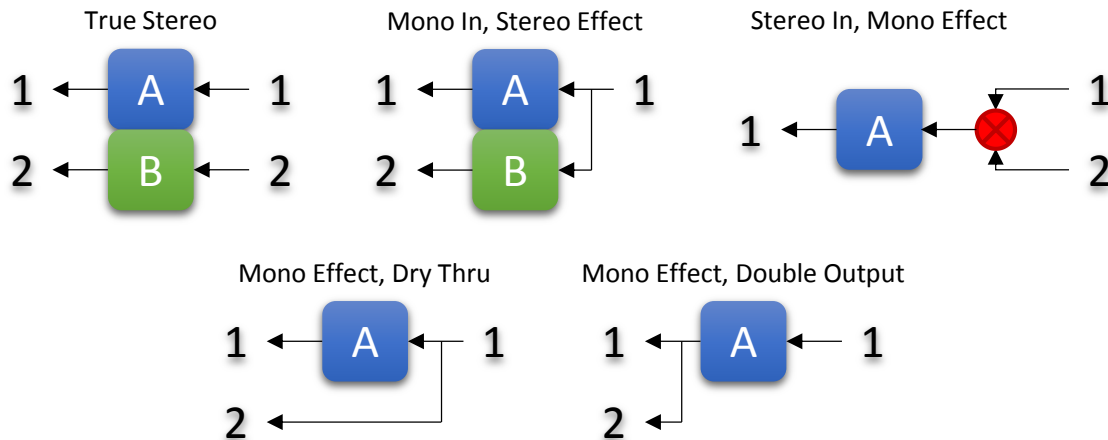 True Stereo
1 A 1
2 B 2
Mono In, Stereo Effect
1 A 1
2 B
Stereo In, Mono Effect
1
1 A
2
Mono Effect, Dry Thru
1 A 1
2
Mono Effect, Double Output
1 A 1
2